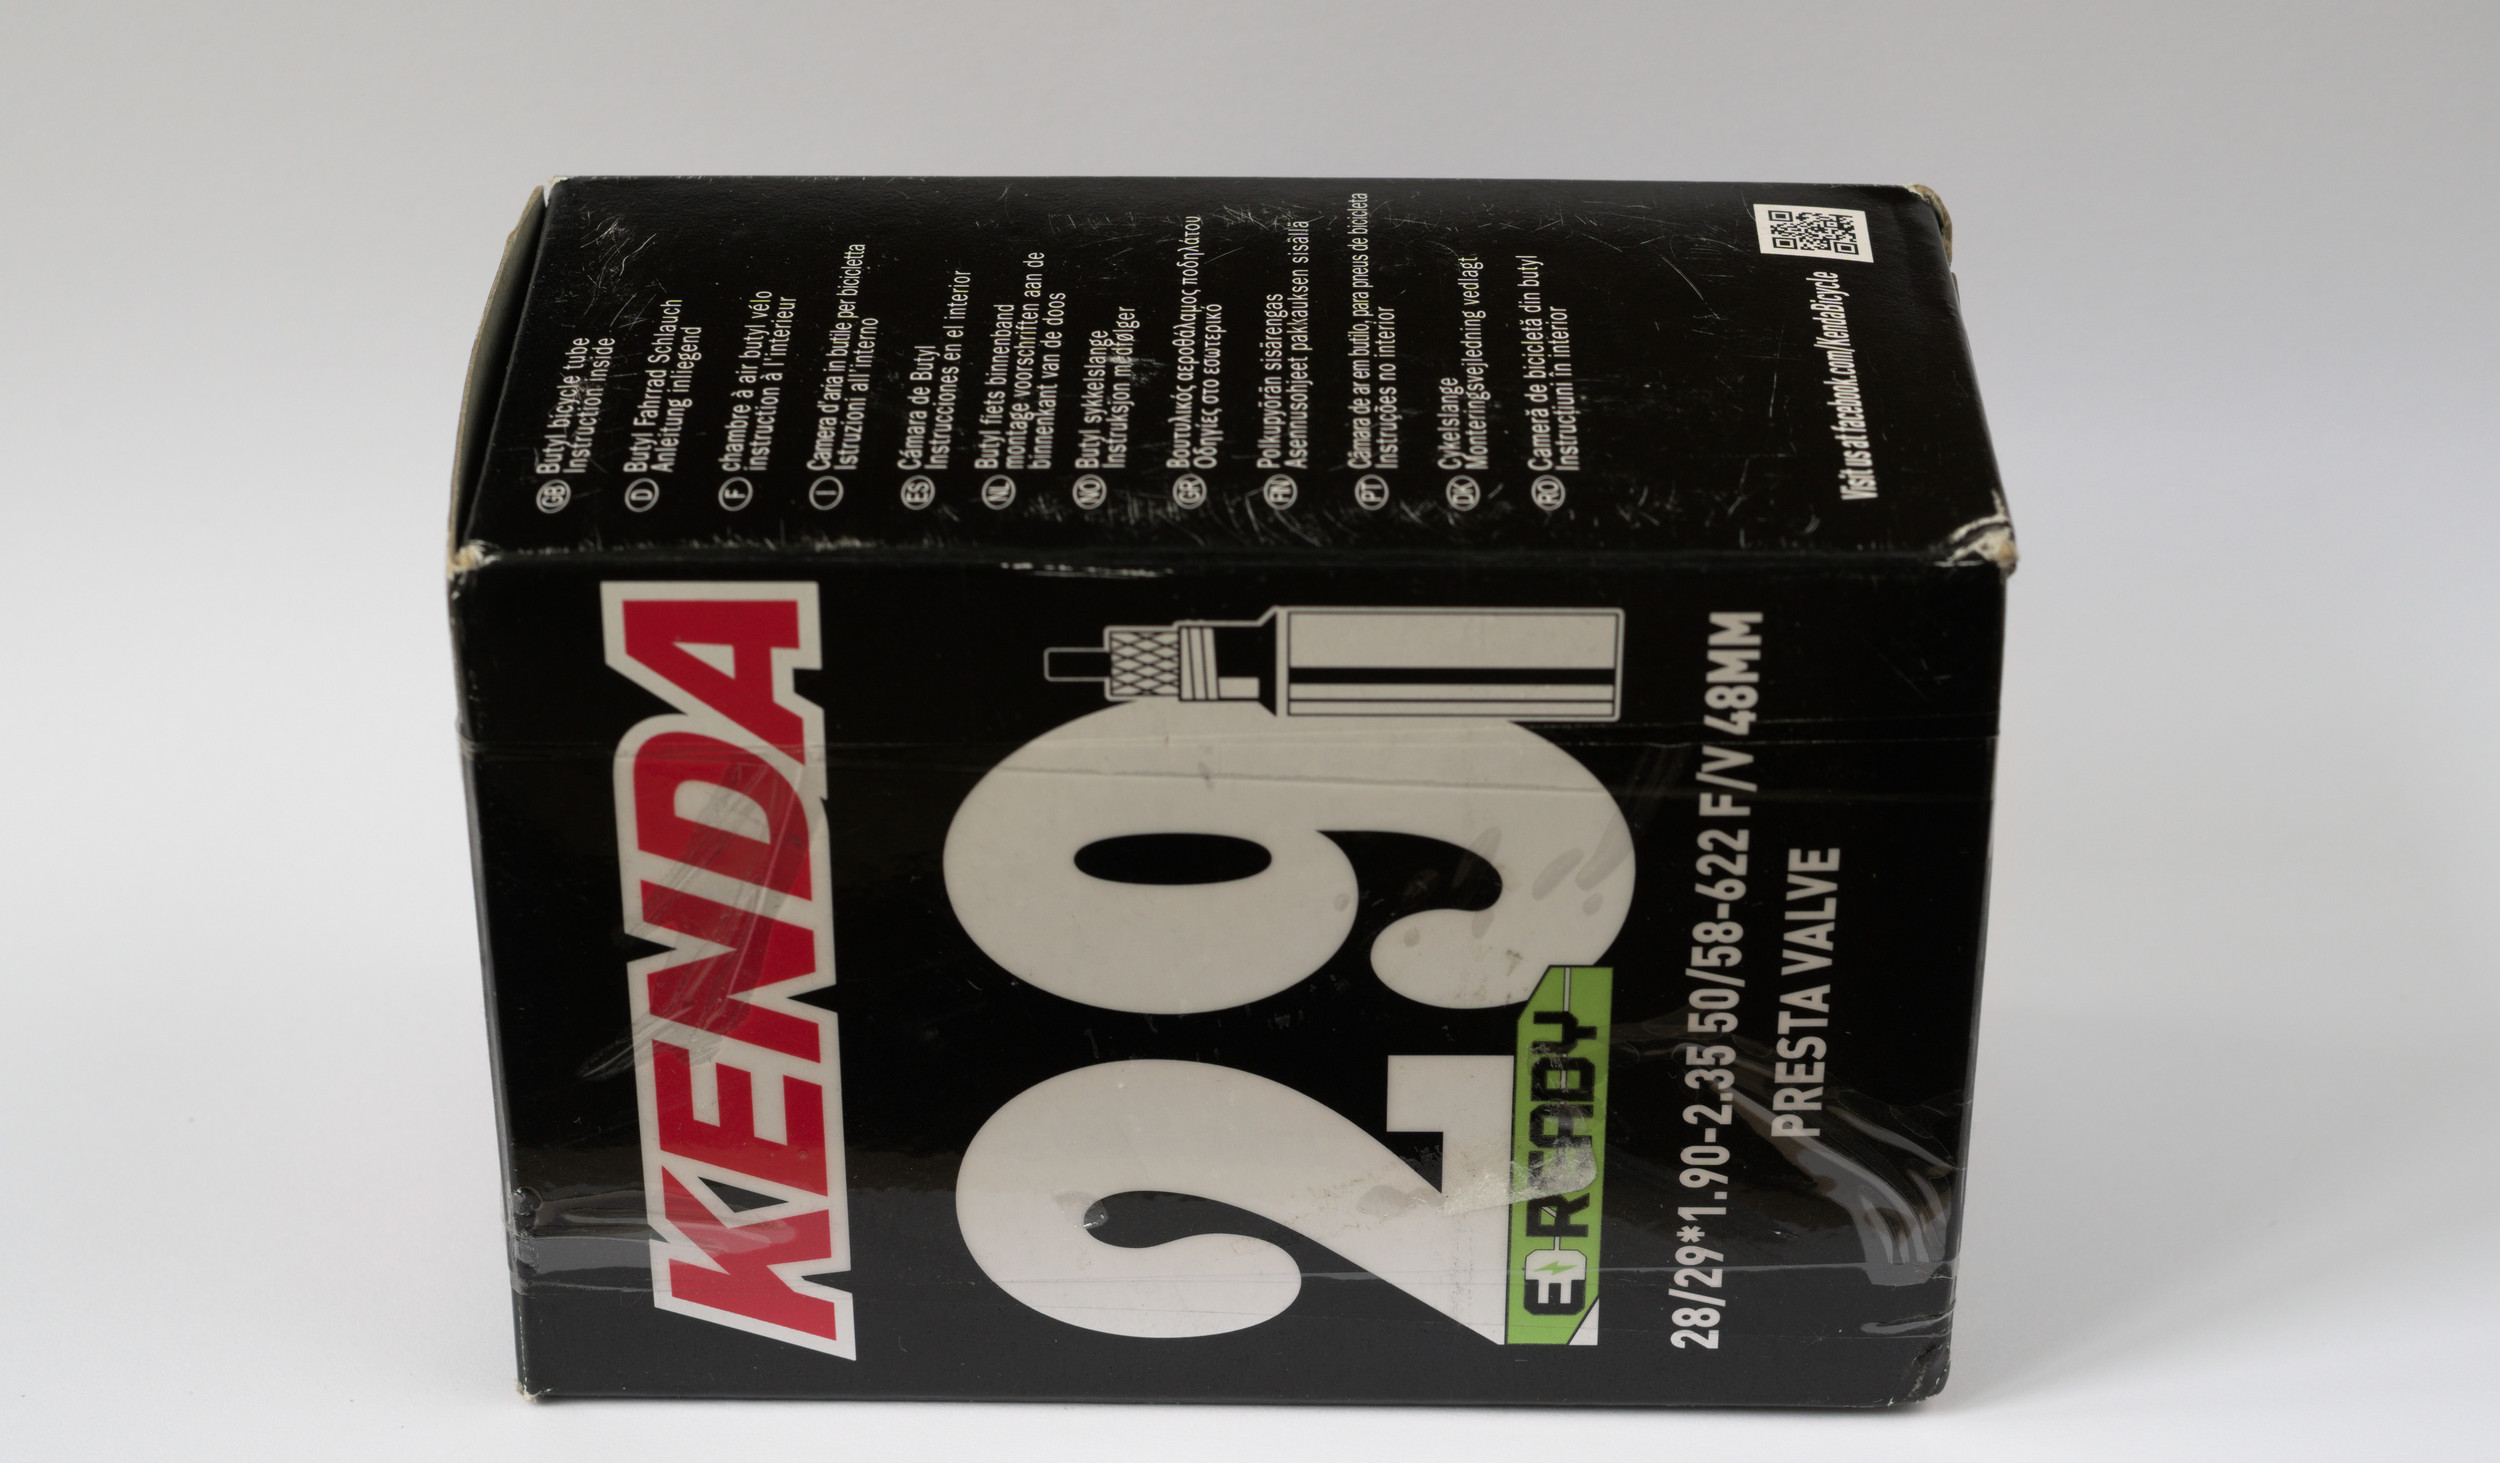 KENDA
29
E READY
28/29*1.90-2.35 50/58-622 F/V 48MM
PRESTA VALVE
GB Butyl bicycle tube
Instruction inside
D Butyl Fahrrad Schlauch
Anleitung inliegend
F chambre à air butyl vélo
instruction à l'intérieur
I Camera d'aria in butile per bicicletta
Istruzioni all'interno
ES Cámara de Butyl
Instrucciones en el interior
NL Butyl fiets binnenband
montage voorschriften aan de
binnenkant van de doos
NO Butyl sykkelslange
Instruksjon medfølger
GR Βουτυλικός αεροθάλαμος ποδηλάτου
Οδηγίες στο εσωτερικό
FIN Polkupyörän sisärengas
Asennusohjeet pakkauksen sisällä
PT Câmara de ar em butilo, para pneus de bicicleta
Instruções no interior
DK Cykelslange
Monteringsvejledning vedlagt
RO Cameră de bicicletă din butyl
Instrucțiuni în interior
Visit us at facebook.com/KendaBicycle